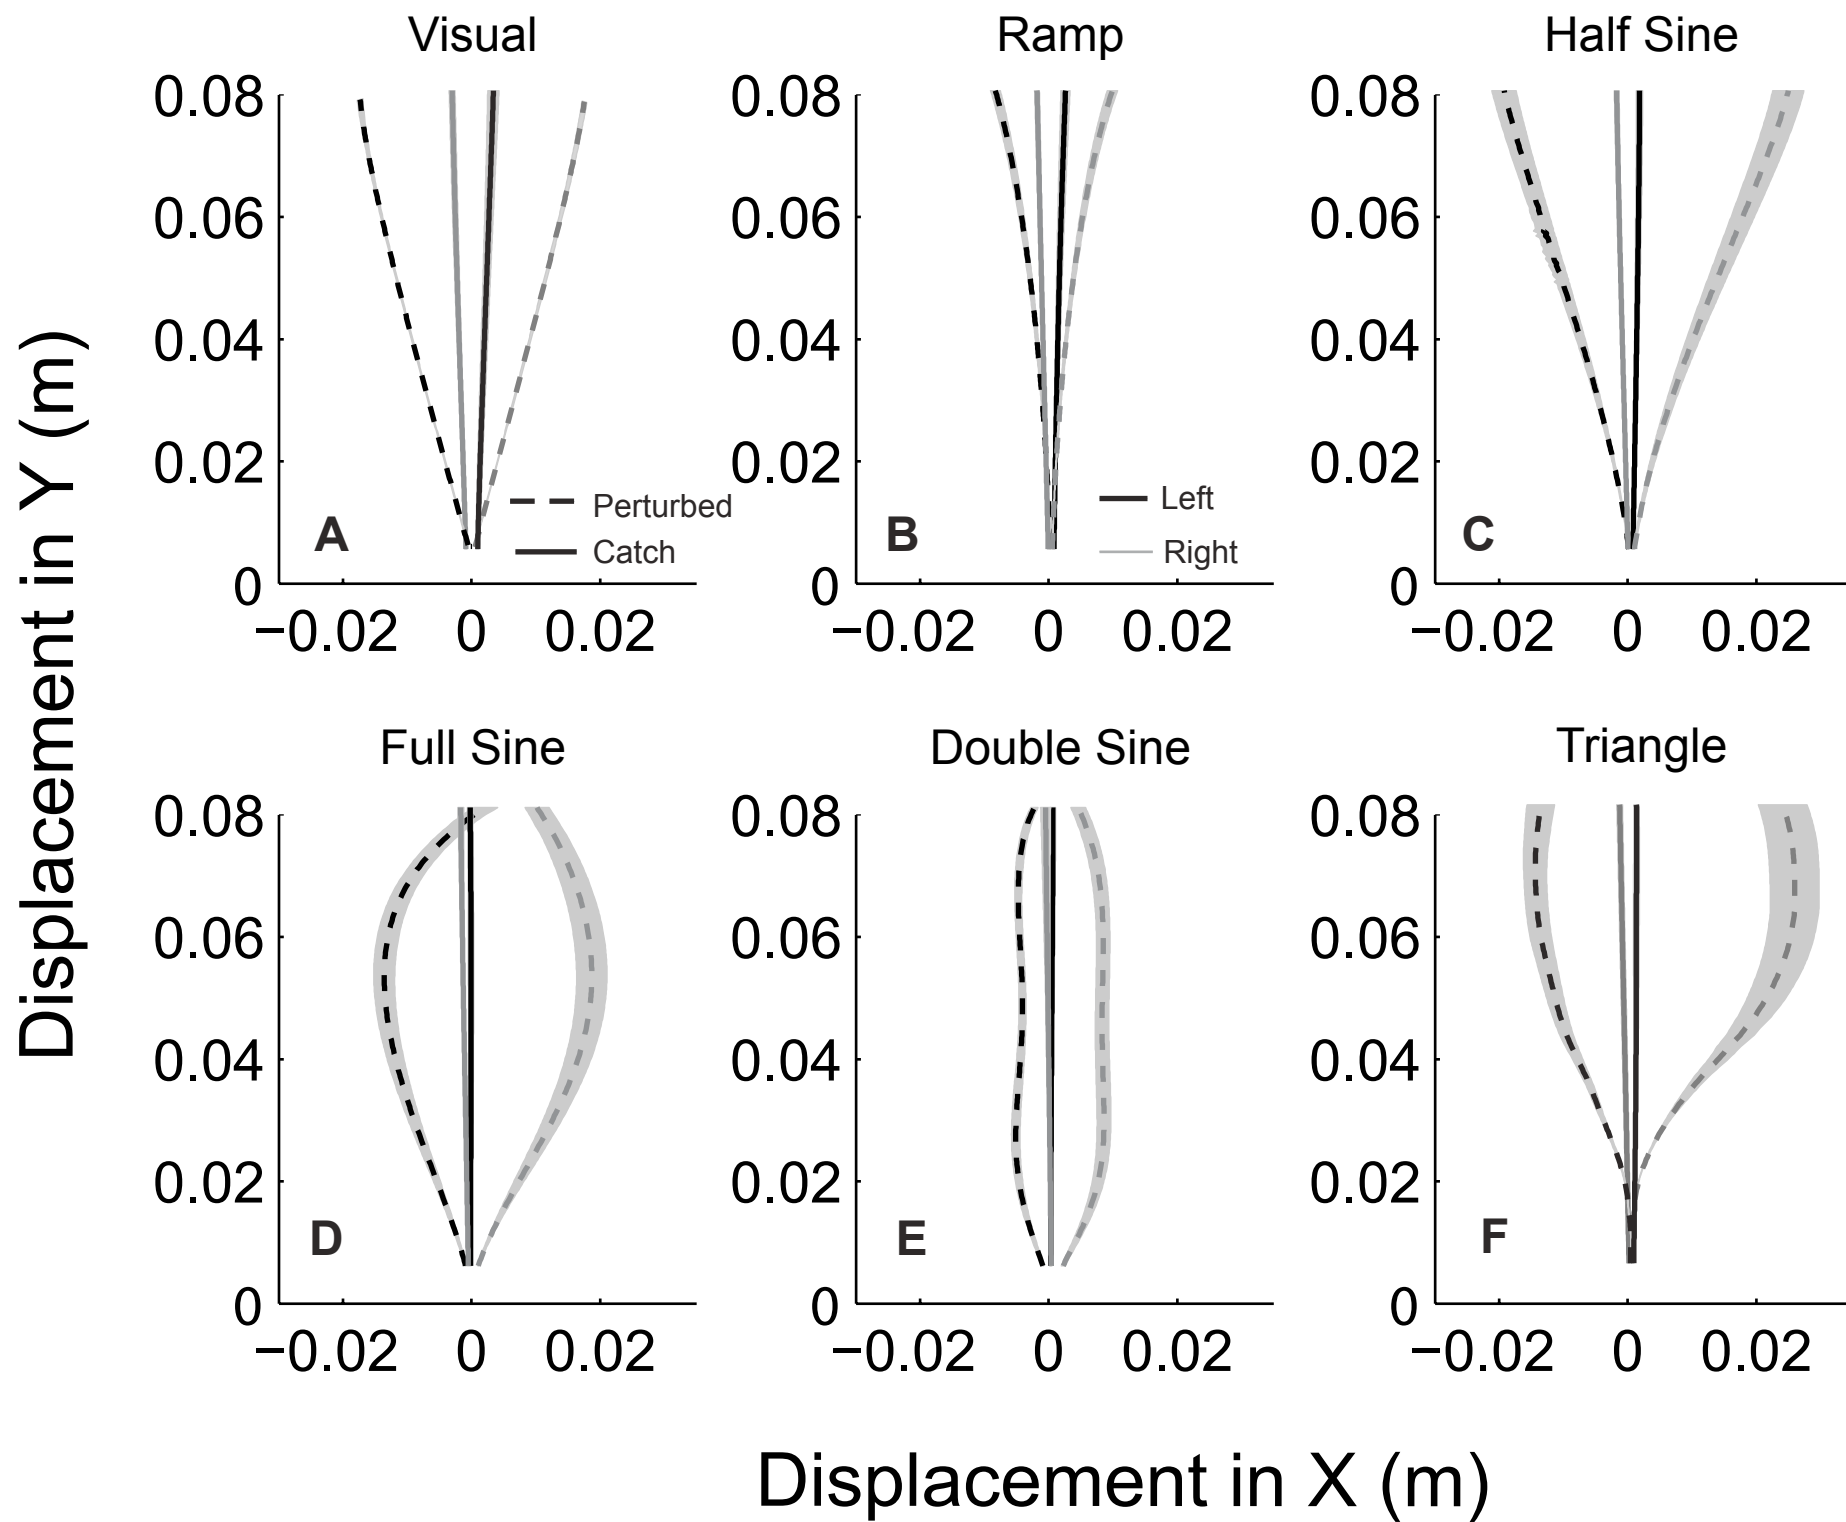 Visual
Ramp
Half Sine
0.08 0.08 0.08
0.06 0.06 0.06
0.04 0.04 0.04
0.02 0.02 0.02
Perturbed
Left
A B C
Catch
Right
0 0 0
−0.02 0 0.02 −0.02 0 0.02 −0.02 0 0.02
Displacement in Y (m)
Full Sine
Double Sine
Triangle
0.08 0.08 0.08
0.06 0.06 0.06
0.04 0.04 0.04
0.02 0.02 0.02
D E F
0 0 0
−0.02 0 0.02 −0.02 0 0.02 −0.02 0 0.02
Displacement in X (m)